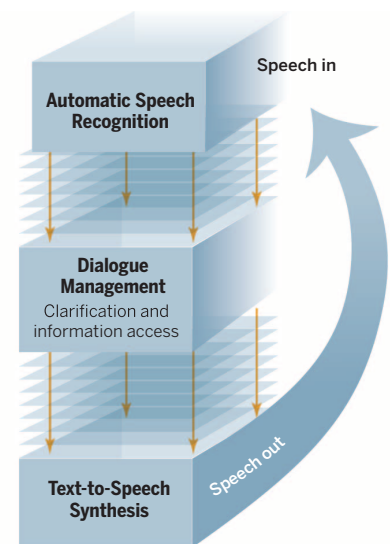 Speech in
Automatic Speech
Recognition
Dialogue
Management
Clarification and
information access
Text-to-Speech
Synthesis
Speech out